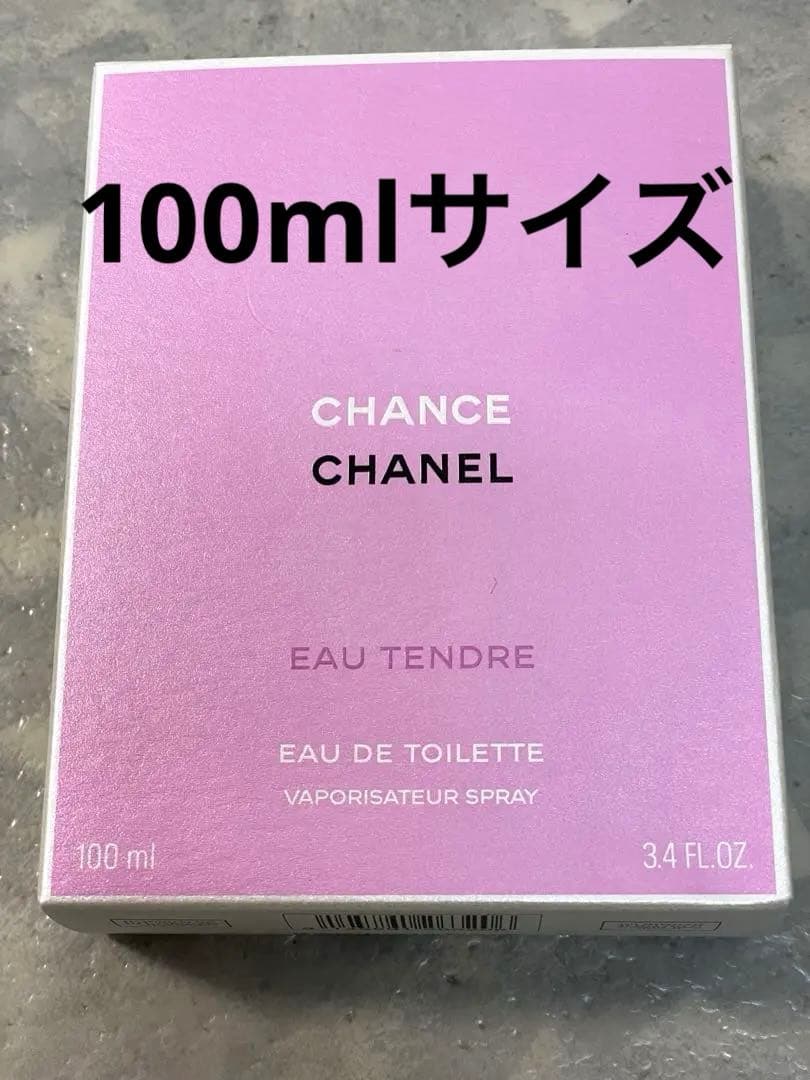 100mlサイズ
CHANCE
CHANEL
EAU TENDRE
EAU DE TOILETTE
VAPORISATEUR SPRAY
100 ml
3.4 FL.OZ.